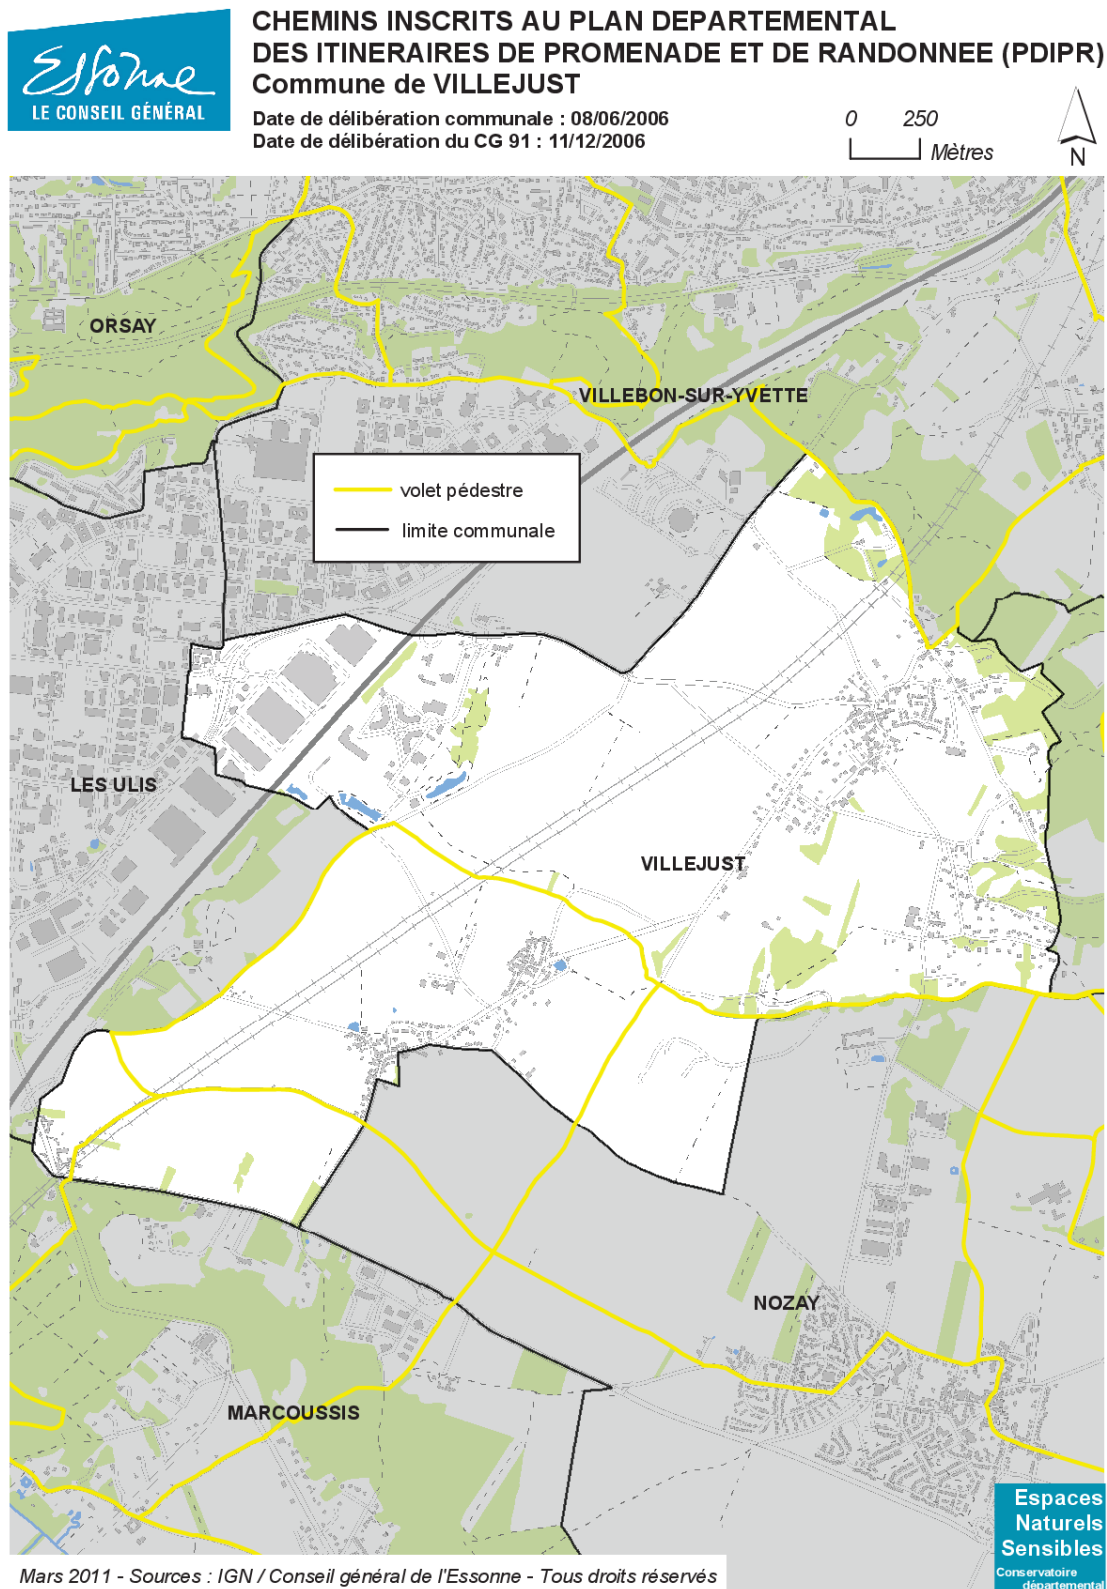 Essonne
LE CONSEIL GÉNÉRAL
CHEMINS INSCRITS AU PLAN DEPARTEMENTAL
DES ITINERAIRES DE PROMENADE ET DE RANDONNEE (PDIPR)
Commune de VILLEJUST
Date de délibération communale : 08/06/2006
Date de délibération du CG 91 : 11/12/2006
0 250
Mètres
N
ORSAY
VILLEBON-SUR-YVETTE
volet pédestre
limite communale
LES ULIS
VILLEJUST
NOZAY
MARCOUSSIS
Espaces
Naturels
Sensibles
Conservatoire
départemental
Mars 2011 - Sources : IGN / Conseil général de l'Essonne - Tous droits réservés